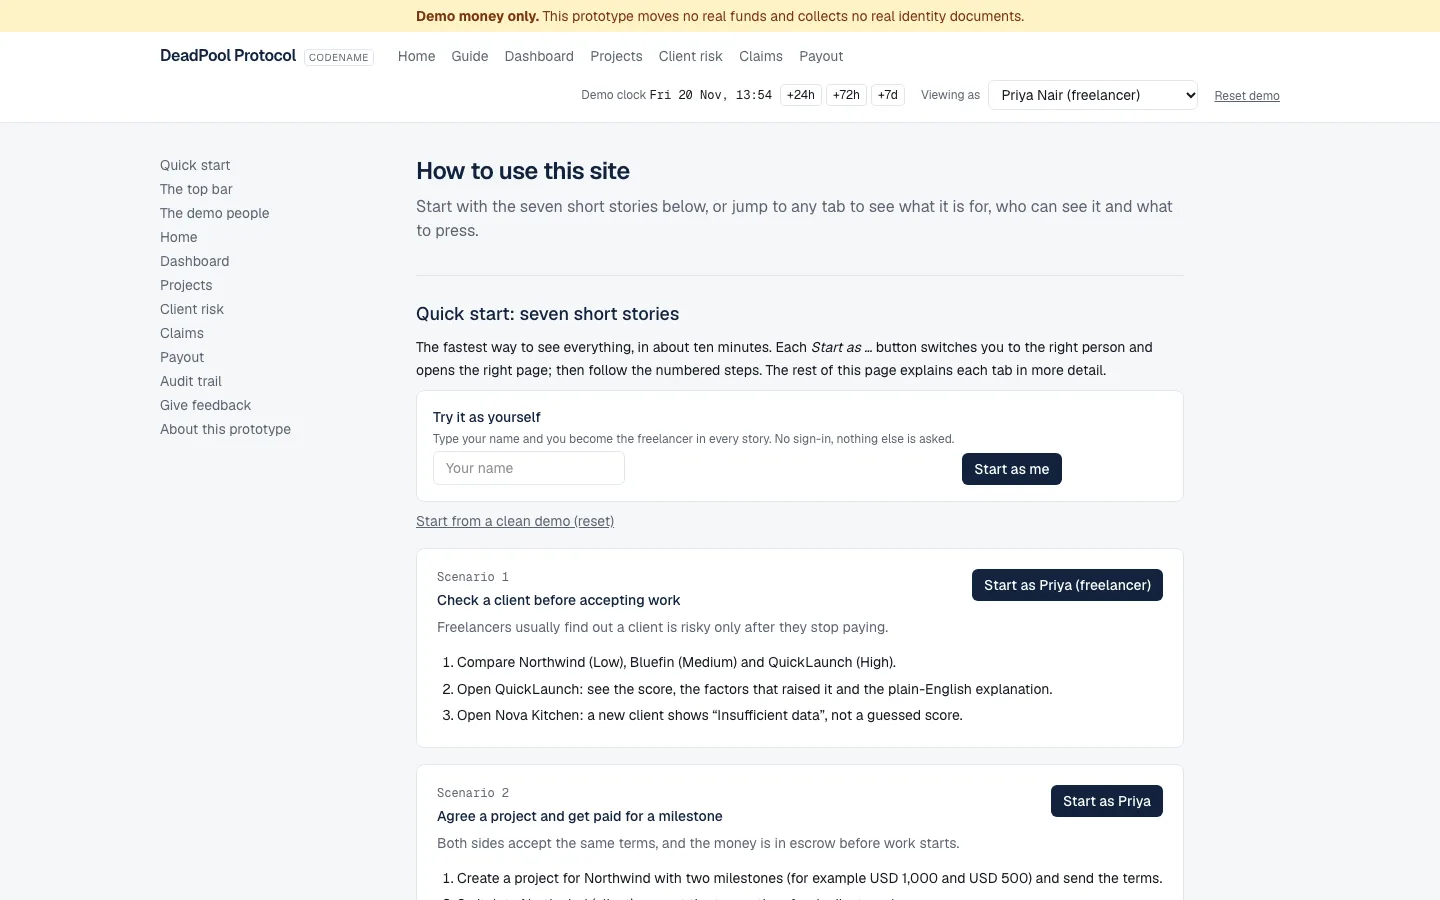 Demo money only. This prototype moves no real funds and collects no real identity documents.
DeadPool Protocol CODENAME Home Guide Dashboard Projects Client risk Claims Payout
Demo clock Fri 20 Nov, 13:54 +24h +72h +7d Viewing as Priya Nair (freelancer) Reset demo
Quick start
The top bar
The demo people
Home
Dashboard
Projects
Client risk
Claims
Payout
Audit trail
Give feedback
About this prototype
How to use this site
Start with the seven short stories below, or jump to any tab to see what it is for, who can see it and what
to press.
Quick start: seven short stories
The fastest way to see everything, in about ten minutes. Each Start as … button switches you to the right person and
opens the right page; then follow the numbered steps. The rest of this page explains each tab in more detail.
Try it as yourself
Type your name and you become the freelancer in every story. No sign-in, nothing else is asked.
Your name
Start as me
Start from a clean demo (reset)
Scenario 1
Check a client before accepting work
Start as Priya (freelancer)
Freelancers usually find out a client is risky only after they stop paying.
1. Compare Northwind (Low), Bluefin (Medium) and QuickLaunch (High).
2. Open QuickLaunch: see the score, the factors that raised it and the plain-English explanation.
3. Open Nova Kitchen: a new client shows “Insufficient data”, not a guessed score.
Scenario 2
Agree a project and get paid for a milestone
Start as Priya
Both sides accept the same terms, and the money is in escrow before work starts.
1. Create a project for Northwind with two milestones (for example USD 1,000 and USD 500) and send the terms.